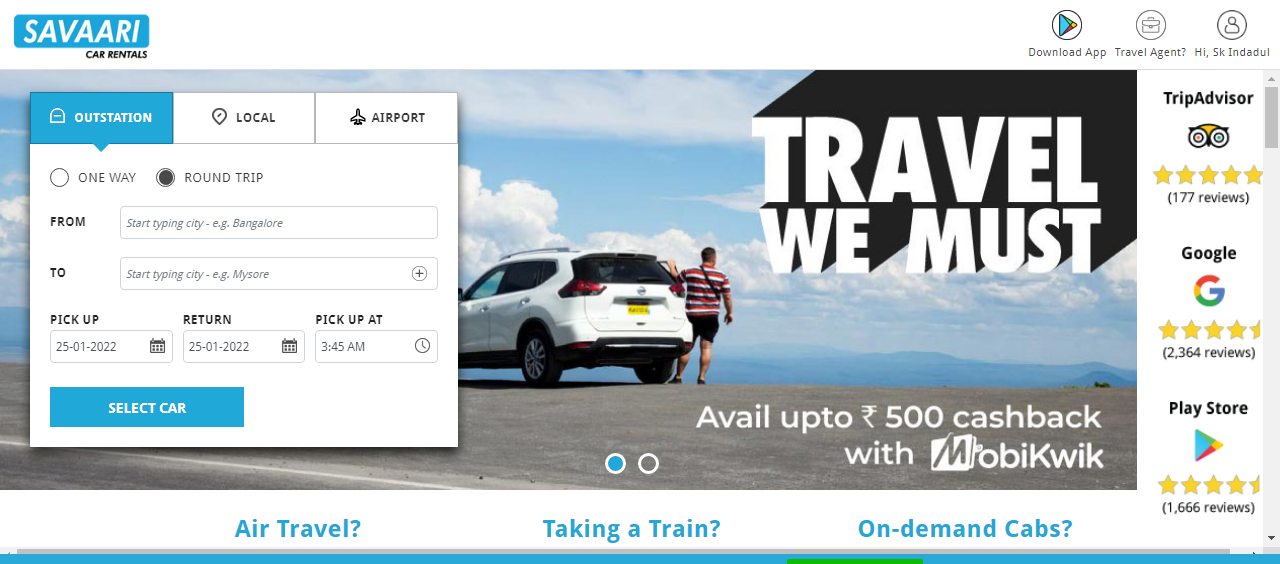 SAVAARI
CAR RENTALS
Download App
Travel Agent?
Hi, Sk Indadul
OUTSTATION
LOCAL
AIRPORT
ONE WAY
ROUND TRIP
FROM
Start typing city - e.g. Bangalore
TO
Start typing city - e.g. Mysore
PICK UP
RETURN
PICK UP AT
25-01-2022
25-01-2022
3:45 AM
SELECT CAR
TRAVEL
WE MUST
Avail upto ₹ 500 cashback
with MobiKwik
TripAdvisor
(177 reviews)
Google
(2,364 reviews)
Play Store
(1,666 reviews)
Air Travel?
Taking a Train?
On-demand Cabs?